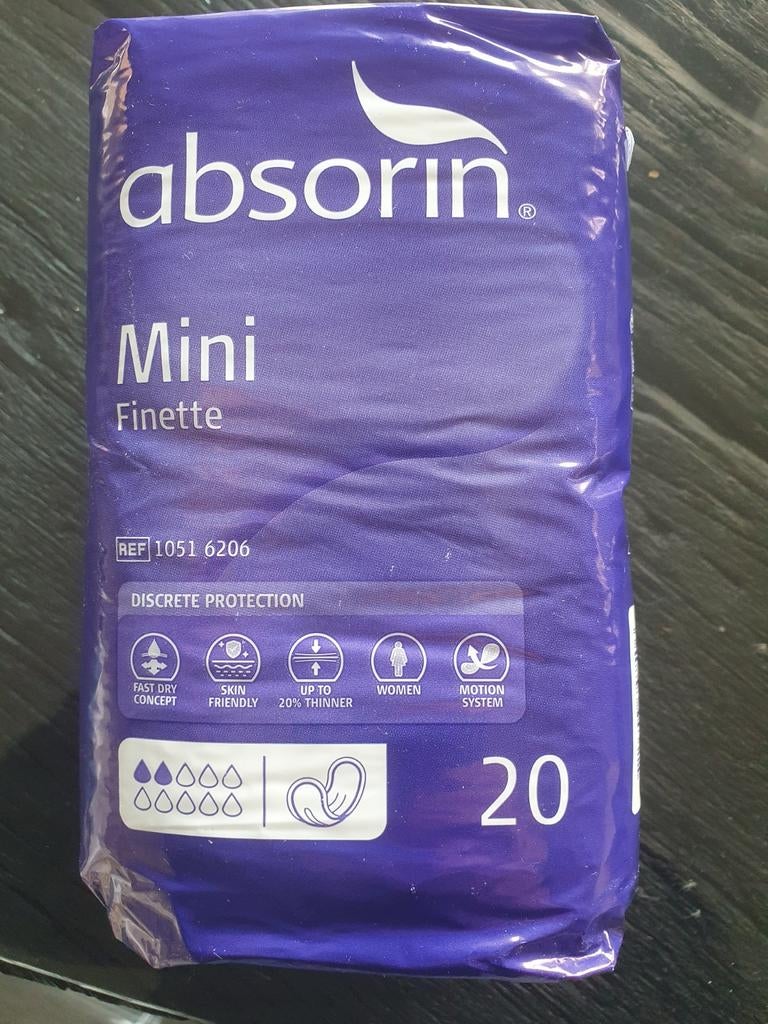 absorin®
Mini
Finette
REF 1051 6206
DISCRETE PROTECTION
FAST DRY
CONCEPT
SKIN
FRIENDLY
UP TO
20% THINNER
WOMEN
MOTION
SYSTEM
20